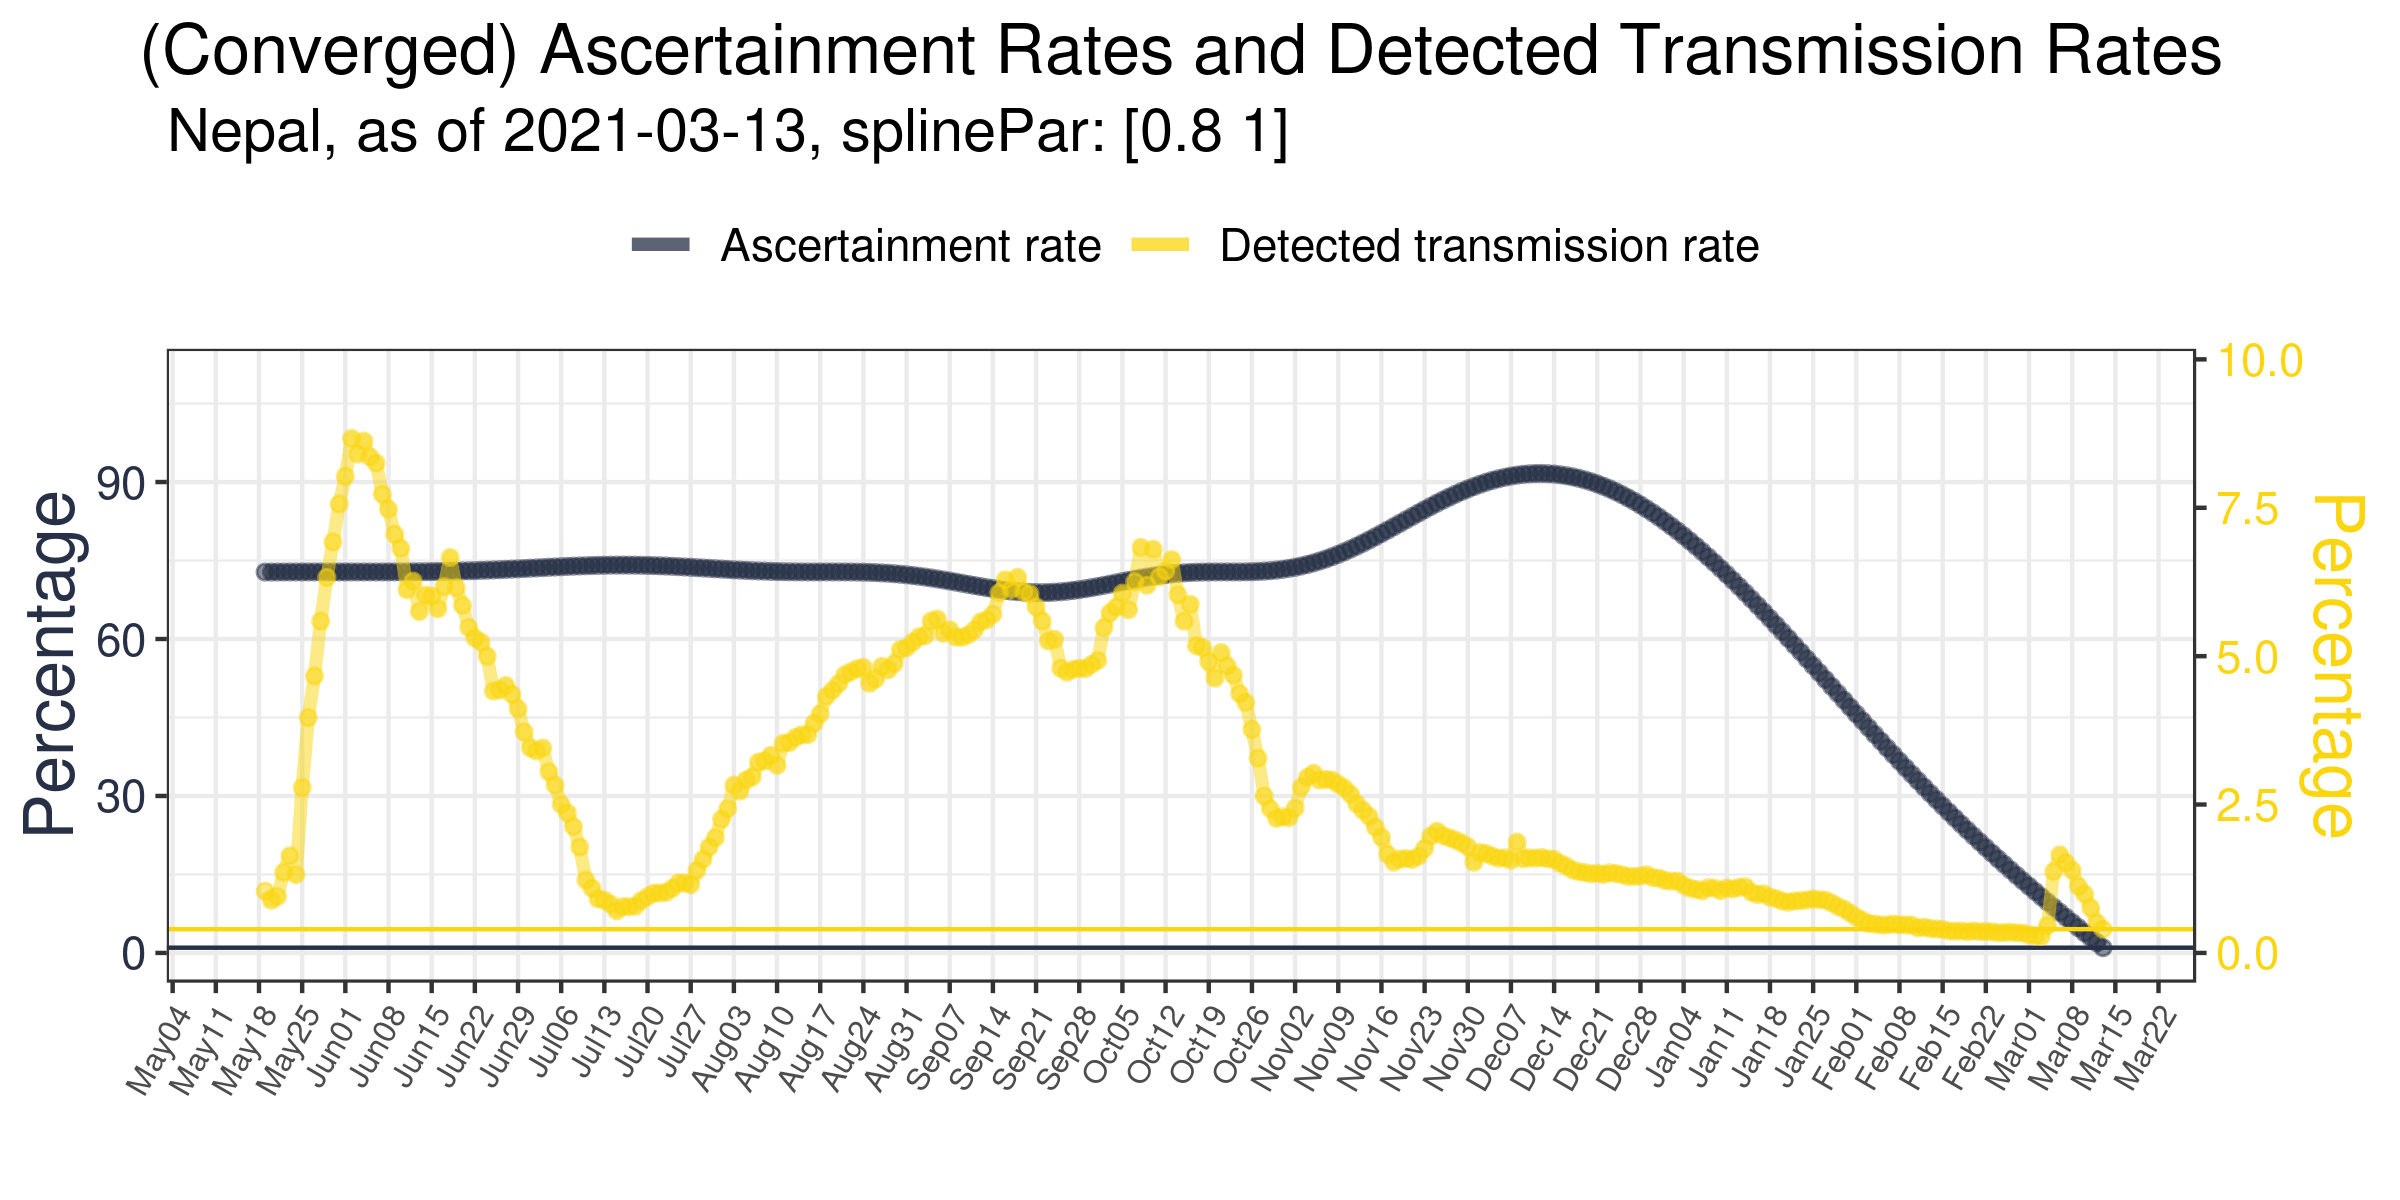 (Converged) Ascertainment Rates and Detected Transmission Rates
Nepal, as of 2021-03-13, splinePar: [0.8 1]
Ascertainment rate
Detected transmission rate
Percentage
90
60
30
0
10.0
7.5
5.0
2.5
0.0
Percentage
May04
May11
May18
May25
Jun01
Jun08
Jun15
Jun22
Jun29
Jul06
Jul13
Jul20
Jul27
Aug03
Aug10
Aug17
Aug24
Aug31
Sep07
Sep14
Sep21
Sep28
Oct05
Oct12
Oct19
Oct26
Nov02
Nov09
Nov16
Nov23
Nov30
Dec07
Dec14
Dec21
Dec28
Jan04
Jan11
Jan18
Jan25
Feb01
Feb08
Feb15
Feb22
Mar01
Mar08
Mar15
Mar22